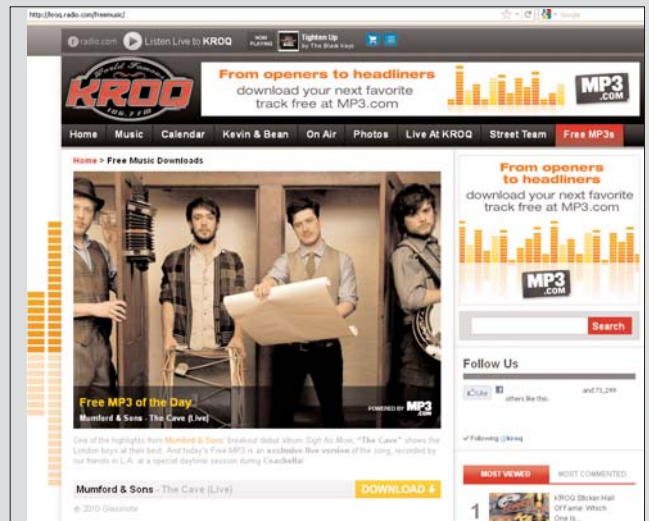 http://kroq.radio.com/freemusic/
Google
radio.com Listen Live to KROQ NOW PLAYING Tighten Up
by The Black Keys
World Famous
KROQ
106.7 FM
From openers to headliners
download your next favorite
track free at MP3.com
MP3
.COM
Home Music Calendar Kevin & Bean On Air Photos Live At KROQ Street Team Free MP3s
Home > Free Music Downloads
Free MP3 of the Day
Mumford & Sons - The Cave (Live)
POWERED BY MP3
.COM
One of the highlights from Mumford & Sons' breakout debut album Sigh No More, "The Cave" shows the
London boys at their best. And today's Free MP3 is an exclusive live version of the song, recorded by
our friends in L.A. at a special daytime session during Coachella!
Mumford & Sons - The Cave (Live) DOWNLOAD
© 2010 Glassnote
From openers
to headliners
download your next favorite
track free at MP3.com
MP3
.COM
Search
Follow Us
Like and 71,299
others like this.
Following @kroq
MOST VIEWED MOST COMMENTED
1 KROQ Sticker Hall
Of Fame: Which
One Is...